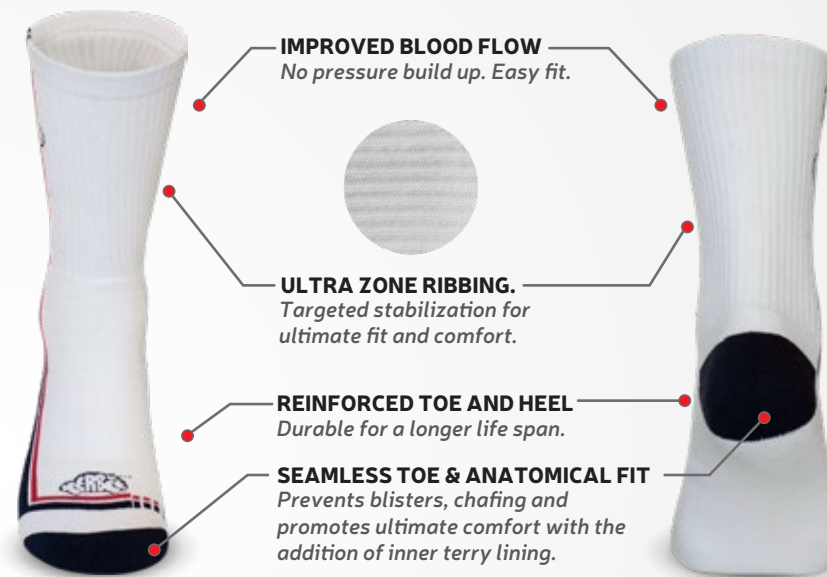 IMPROVED BLOOD FLOW
No pressure build up. Easy fit.
ULTRA ZONE RIBBING.
Targeted stabilization for
ultimate fit and comfort.
REINFORCED TOE AND HEEL
Durable for a longer life span.
SEAMLESS TOE & ANATOMICAL FIT
Prevents blisters, chafing and
promotes ultimate comfort with the
addition of inner terry lining.